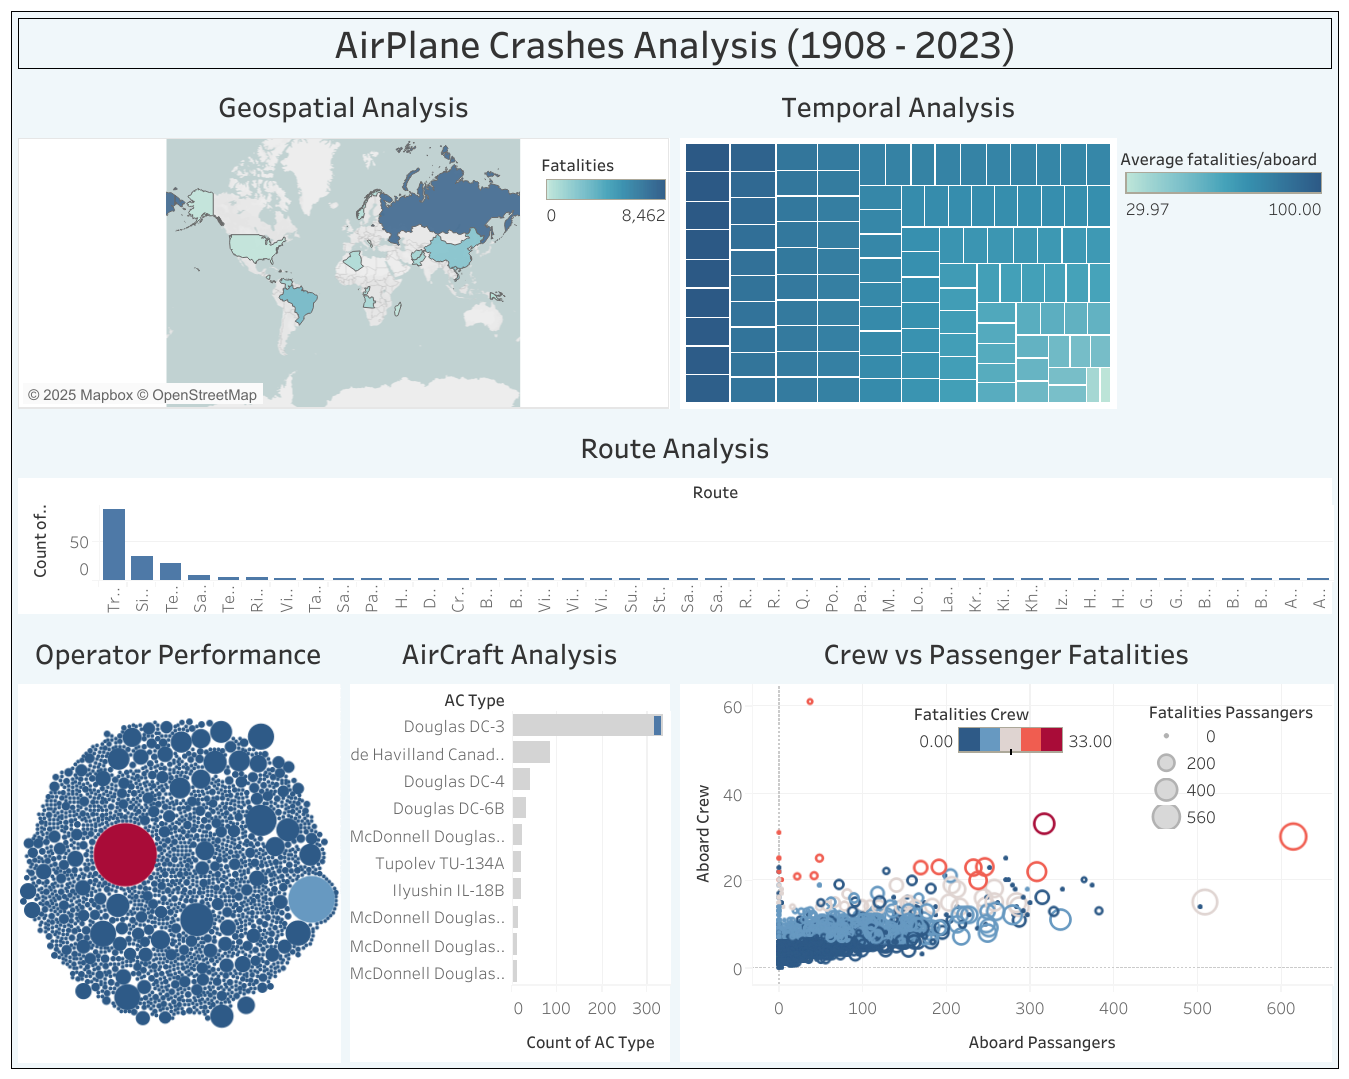 AirPlane Crashes Analysis (1908 - 2023)
Geospatial Analysis
Temporal Analysis
Fatalities
0 8,462
© 2025 Mapbox © OpenStreetMap
Average fatalities/aboard
29.97 100.00
Route Analysis
Route
Count of..
50
0
Tr..
Si..
Te..
Sa..
Te..
Ri..
Vi..
Ta..
Sa..
Pa..
H..
D..
Cr..
B..
B..
Vi..
Vi..
Vi..
Su..
St..
Sa..
Sa..
R..
R..
Q..
Po..
Pa..
M..
Lo..
La..
Kr..
Ki..
Kh..
Iz..
H..
H..
G..
G..
B..
B..
B..
A..
A..
Operator Performance
AirCraft Analysis
AC Type
Douglas DC-3
de Havilland Canad..
Douglas DC-4
Douglas DC-6B
McDonnell Douglas..
Tupolev TU-134A
Ilyushin IL-18B
McDonnell Douglas..
McDonnell Douglas..
McDonnell Douglas..
0 100 200 300
Count of AC Type
Crew vs Passenger Fatalities
Fatalities Crew
0.00 33.00
Fatalities Passangers
0
200
400
560
Aboard Crew
60
40
20
0
0 100 200 300 400 500 600
Aboard Passangers